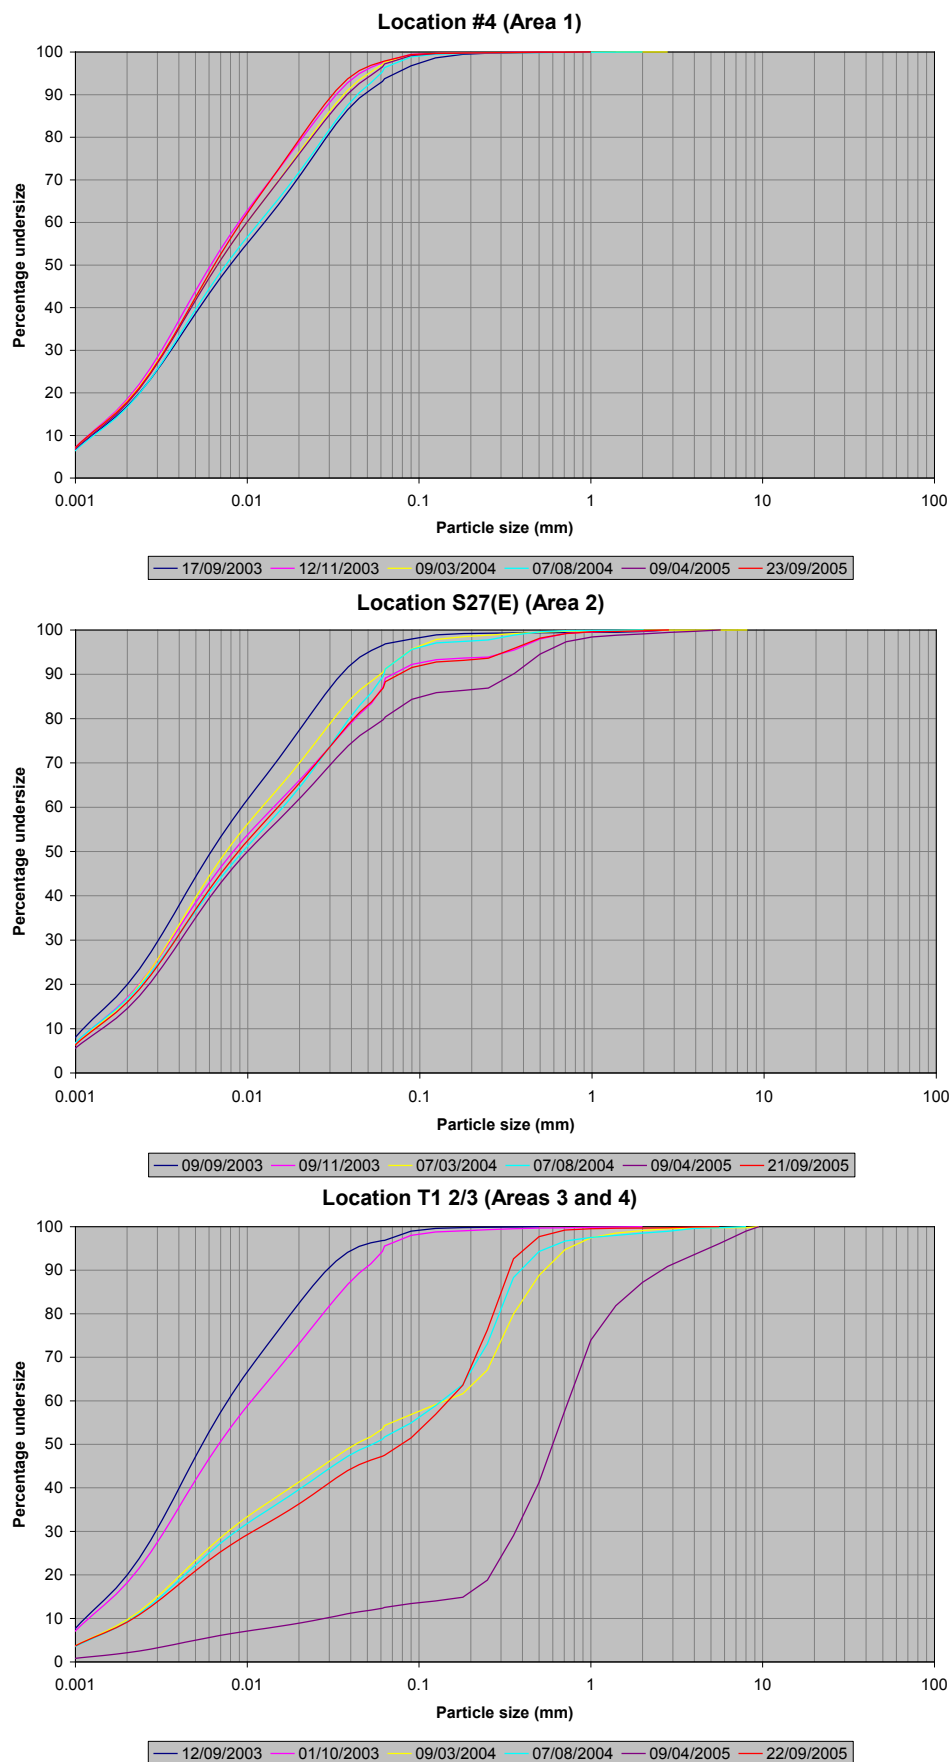 Location #4 (Area 1)
100
90
80
70
60
50
40
30
20
10
0
Percentage undersize
0.001 0.01 0.1 1 10 100
Particle size (mm)
17/09/2003 12/11/2003 09/03/2004 07/08/2004 09/04/2005 23/09/2005
Location S27(E) (Area 2)
100
90
80
70
60
50
40
30
20
10
0
Percentage undersize
0.001 0.01 0.1 1 10 100
Particle size (mm)
09/09/2003 09/11/2003 07/03/2004 07/08/2004 09/04/2005 21/09/2005
Location T1 2/3 (Areas 3 and 4)
100
90
80
70
60
50
40
30
20
10
0
Percentage undersize
0.001 0.01 0.1 1 10 100
Particle size (mm)
12/09/2003 01/10/2003 09/03/2004 07/08/2004 09/04/2005 22/09/2005